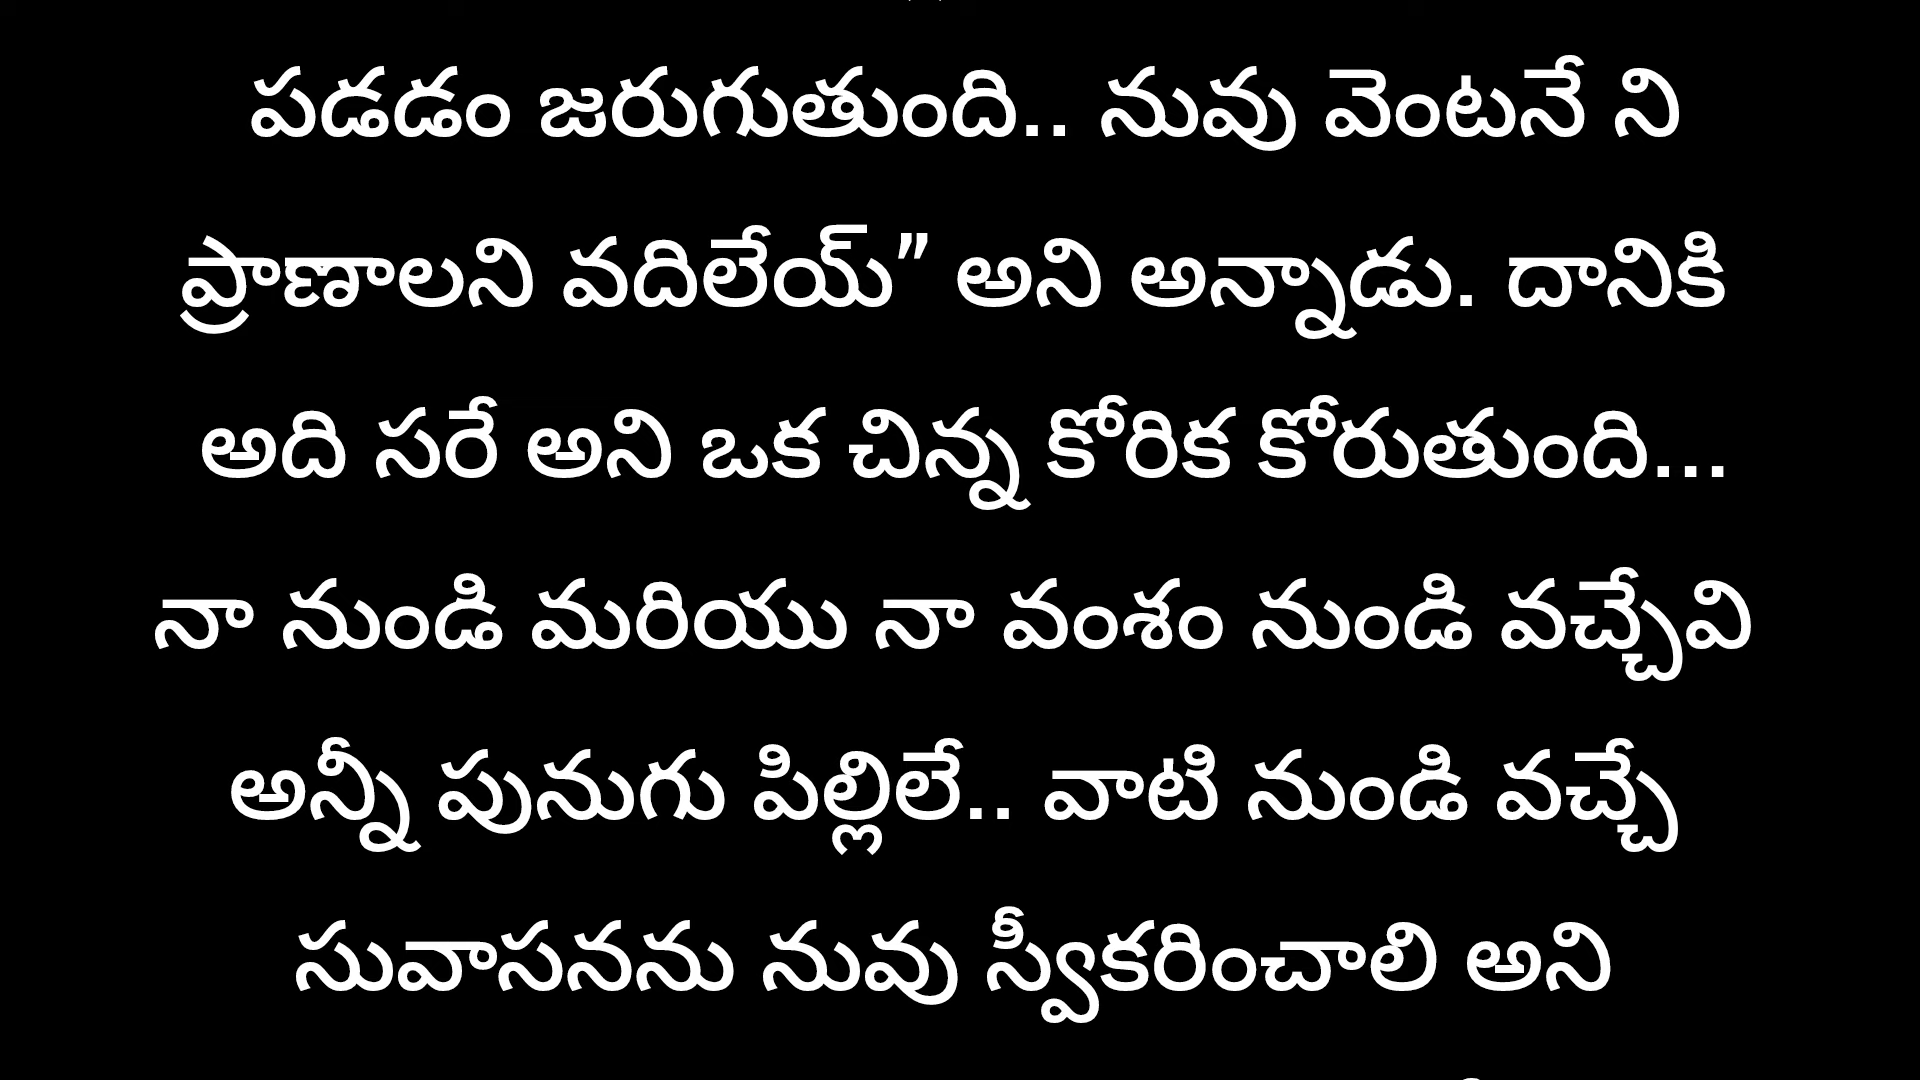 పడడం జరుగుతుంది.. నువు వెంటనే ని
ప్రాణాలని వదిలేయ్” అని అన్నాడు. దానికి
అది సరే అని ఒక చిన్న కోరిక కోరుతుంది...
నా నుండి మరియు నా వంశం నుండి వచ్చేవి
అన్నీ పునుగు పిల్లిలే.. వాటి నుండి వచ్చే
సువాసనను నువు స్వీకరించాలి అని